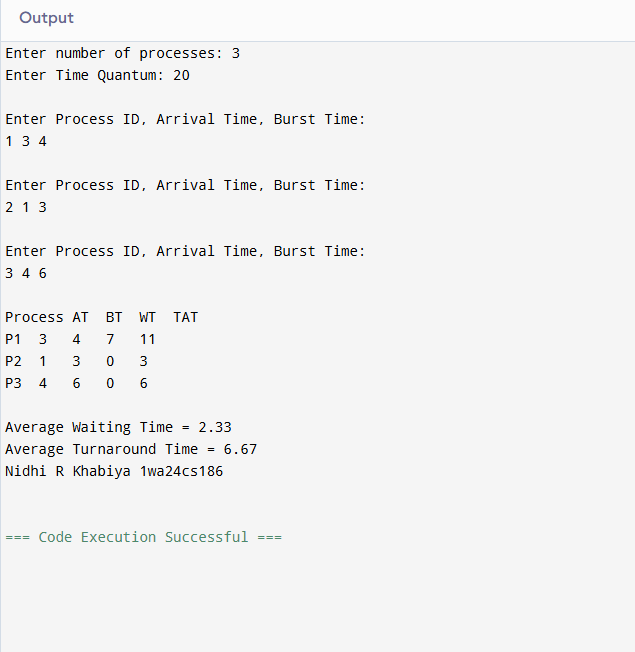 Output
Enter number of processes: 3
Enter Time Quantum: 20
Enter Process ID, Arrival Time, Burst Time:
1 3 4
Enter Process ID, Arrival Time, Burst Time:
2 1 3
Enter Process ID, Arrival Time, Burst Time:
3 4 6
Process AT BT WT TAT
P1 3 4 7 11
P2 1 3 0 3
P3 4 6 0 6
Average Waiting Time = 2.33
Average Turnaround Time = 6.67
Nidhi R Khabiya 1wa24cs186
=== Code Execution Successful ===